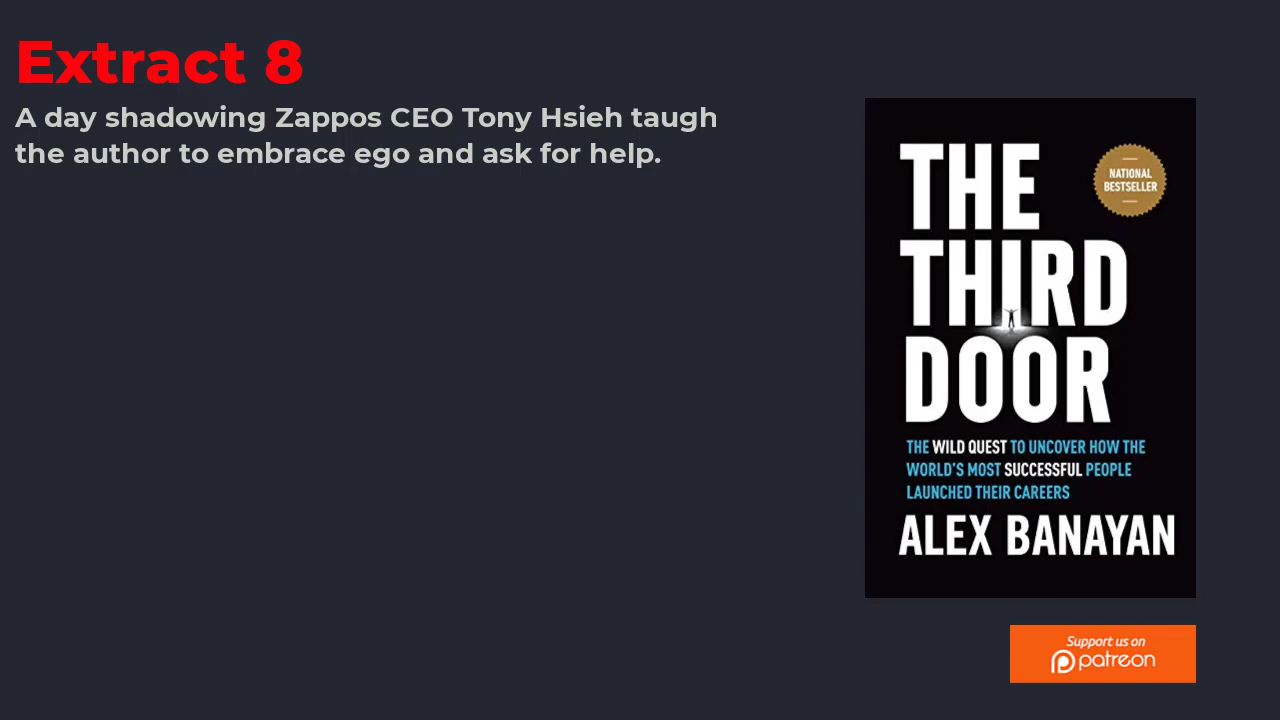 Extract 8
A day shadowing Zappos CEO Tony Hsieh taugh
the author to embrace ego and ask for help.
THE
THIRD
DOOR
NATIONAL
BESTSELLER
THE WILD QUEST TO UNCOVER HOW THE
WORLD'S MOST SUCCESSFUL PEOPLE
LAUNCHED THEIR CAREERS
ALEX BANAYAN
Support us on
patreon